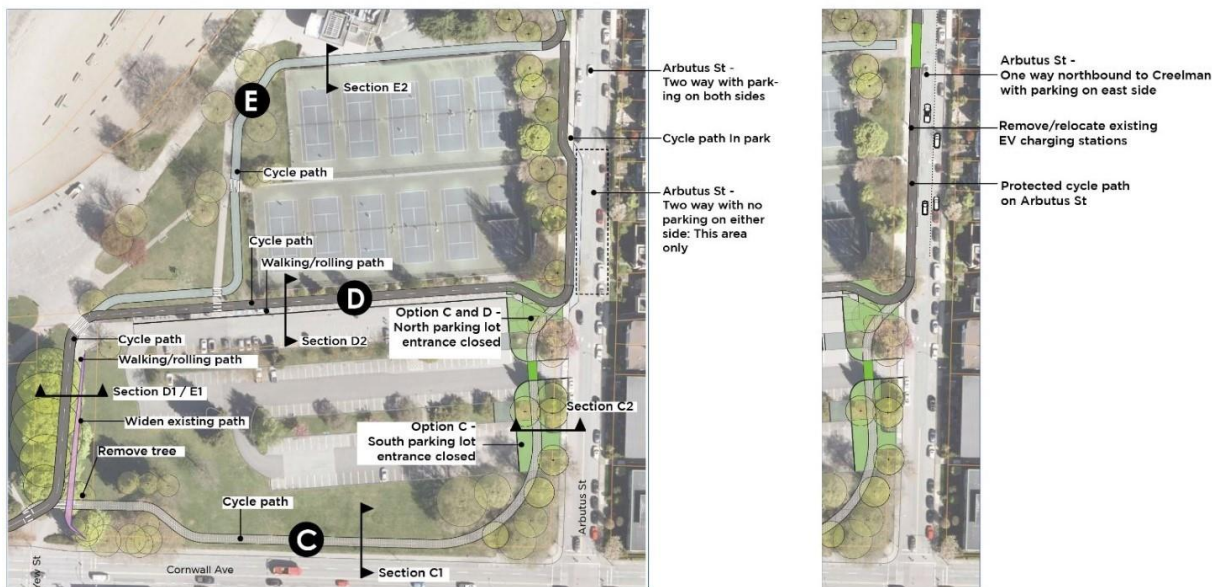 E
Section E2
Cycle path
Cycle path
Walking/rolling path
D
Section D2
Cycle path
Walking/rolling path
Section D1 / E1
Widen existing path
Remove tree
Cycle path
C
Section C1
Yew St
Cornwall Ave
Arbutus St
Option C and D -
North parking lot
entrance closed
Section C2
Option C -
South parking lot
entrance closed
Arbutus St -
Two way with park-
ing on both sides
Cycle path In park
Arbutus St -
Two way with no
parking on either
side: This area
only
Arbutus St -
One way northbound to Creelman
with parking on east side
Remove/relocate existing
EV charging stations
Protected cycle path
on Arbutus St